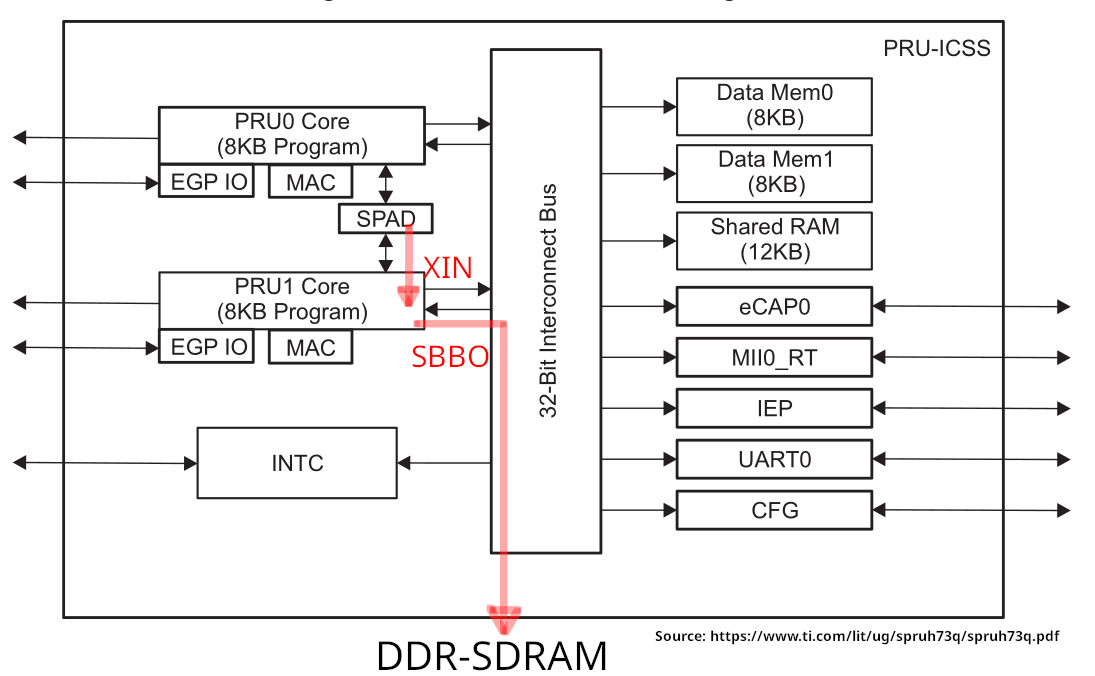 PRU-ICSS
PRU0 Core
(8KB Program)
EGP IO
MAC
SPAD
XIN
PRU1 Core
(8KB Program)
EGP IO
MAC
SBBO
INTC
32-Bit Interconnect Bus
Data Mem0
(8KB)
Data Mem1
(8KB)
Shared RAM
(12KB)
eCAP0
MII0_RT
IEP
UART0
CFG
Source: https://www.ti.com/lit/ug/spruh73q/spruh73q.pdf
DDR-SDRAM